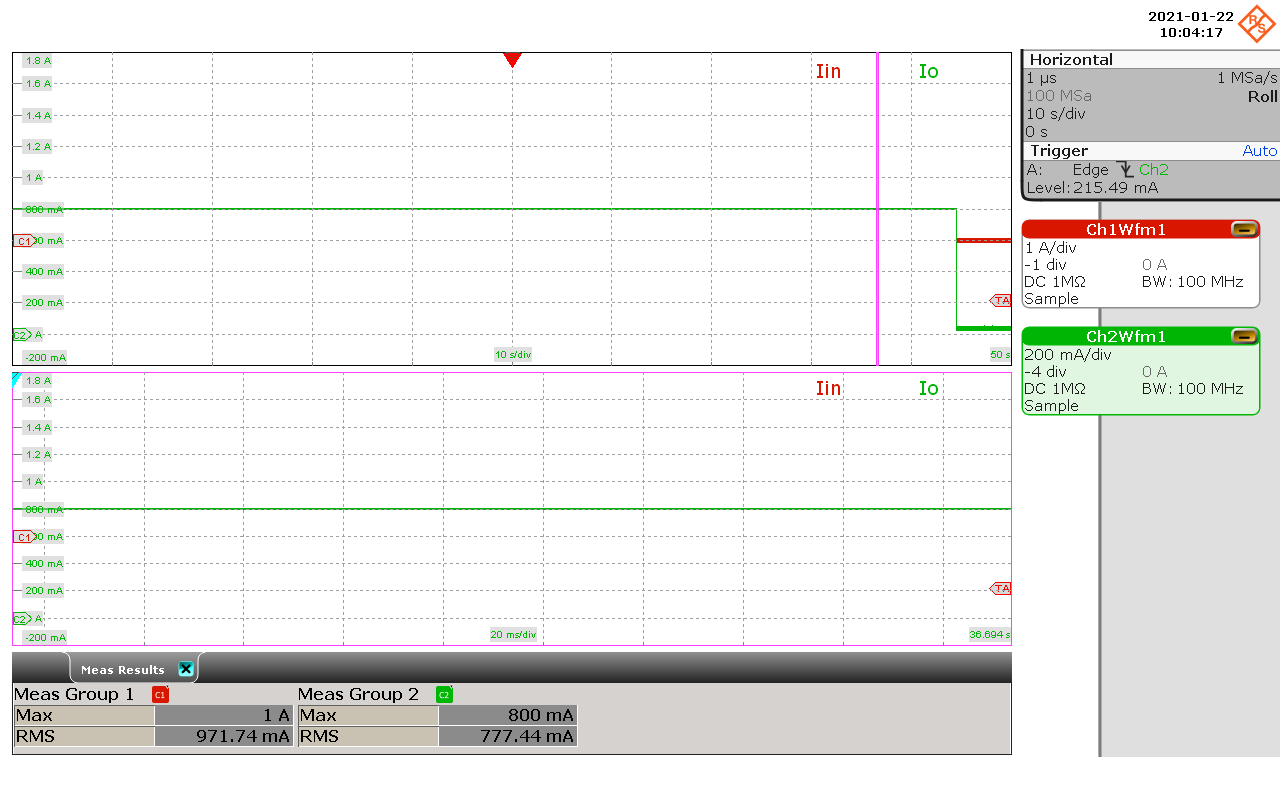 2021-01-22
10:04:17
R&S
1.8 A
Iin
Io
1.6 A
1.4 A
1.2 A
1 A
800 mA
C1
400 mA
200 mA
TA
C2
A
-200 mA
10 s/div
50 s
1.8 A
Iin
Io
1.6 A
1.4 A
1.2 A
1 A
800 mA
C1
400 mA
200 mA
TA
C2
A
-200 mA
20 ms/div
36.694 s
Horizontal
1 µs 1 MSa/s
100 MSa Roll
10 s/div
0 s
Trigger Auto
A: Edge Ch2
Level: 215.49 mA
Ch1Wfm1
1 A/div
-1 div 0 A
DC 1MΩ BW: 100 MHz
Sample
Ch2Wfm1
200 mA/div
-4 div 0 A
DC 1MΩ BW: 100 MHz
Sample
Meas Results
Meas Group 1 C1 Meas Group 2 C2
Max 1 A Max 800 mA
RMS 971.74 mA RMS 777.44 mA